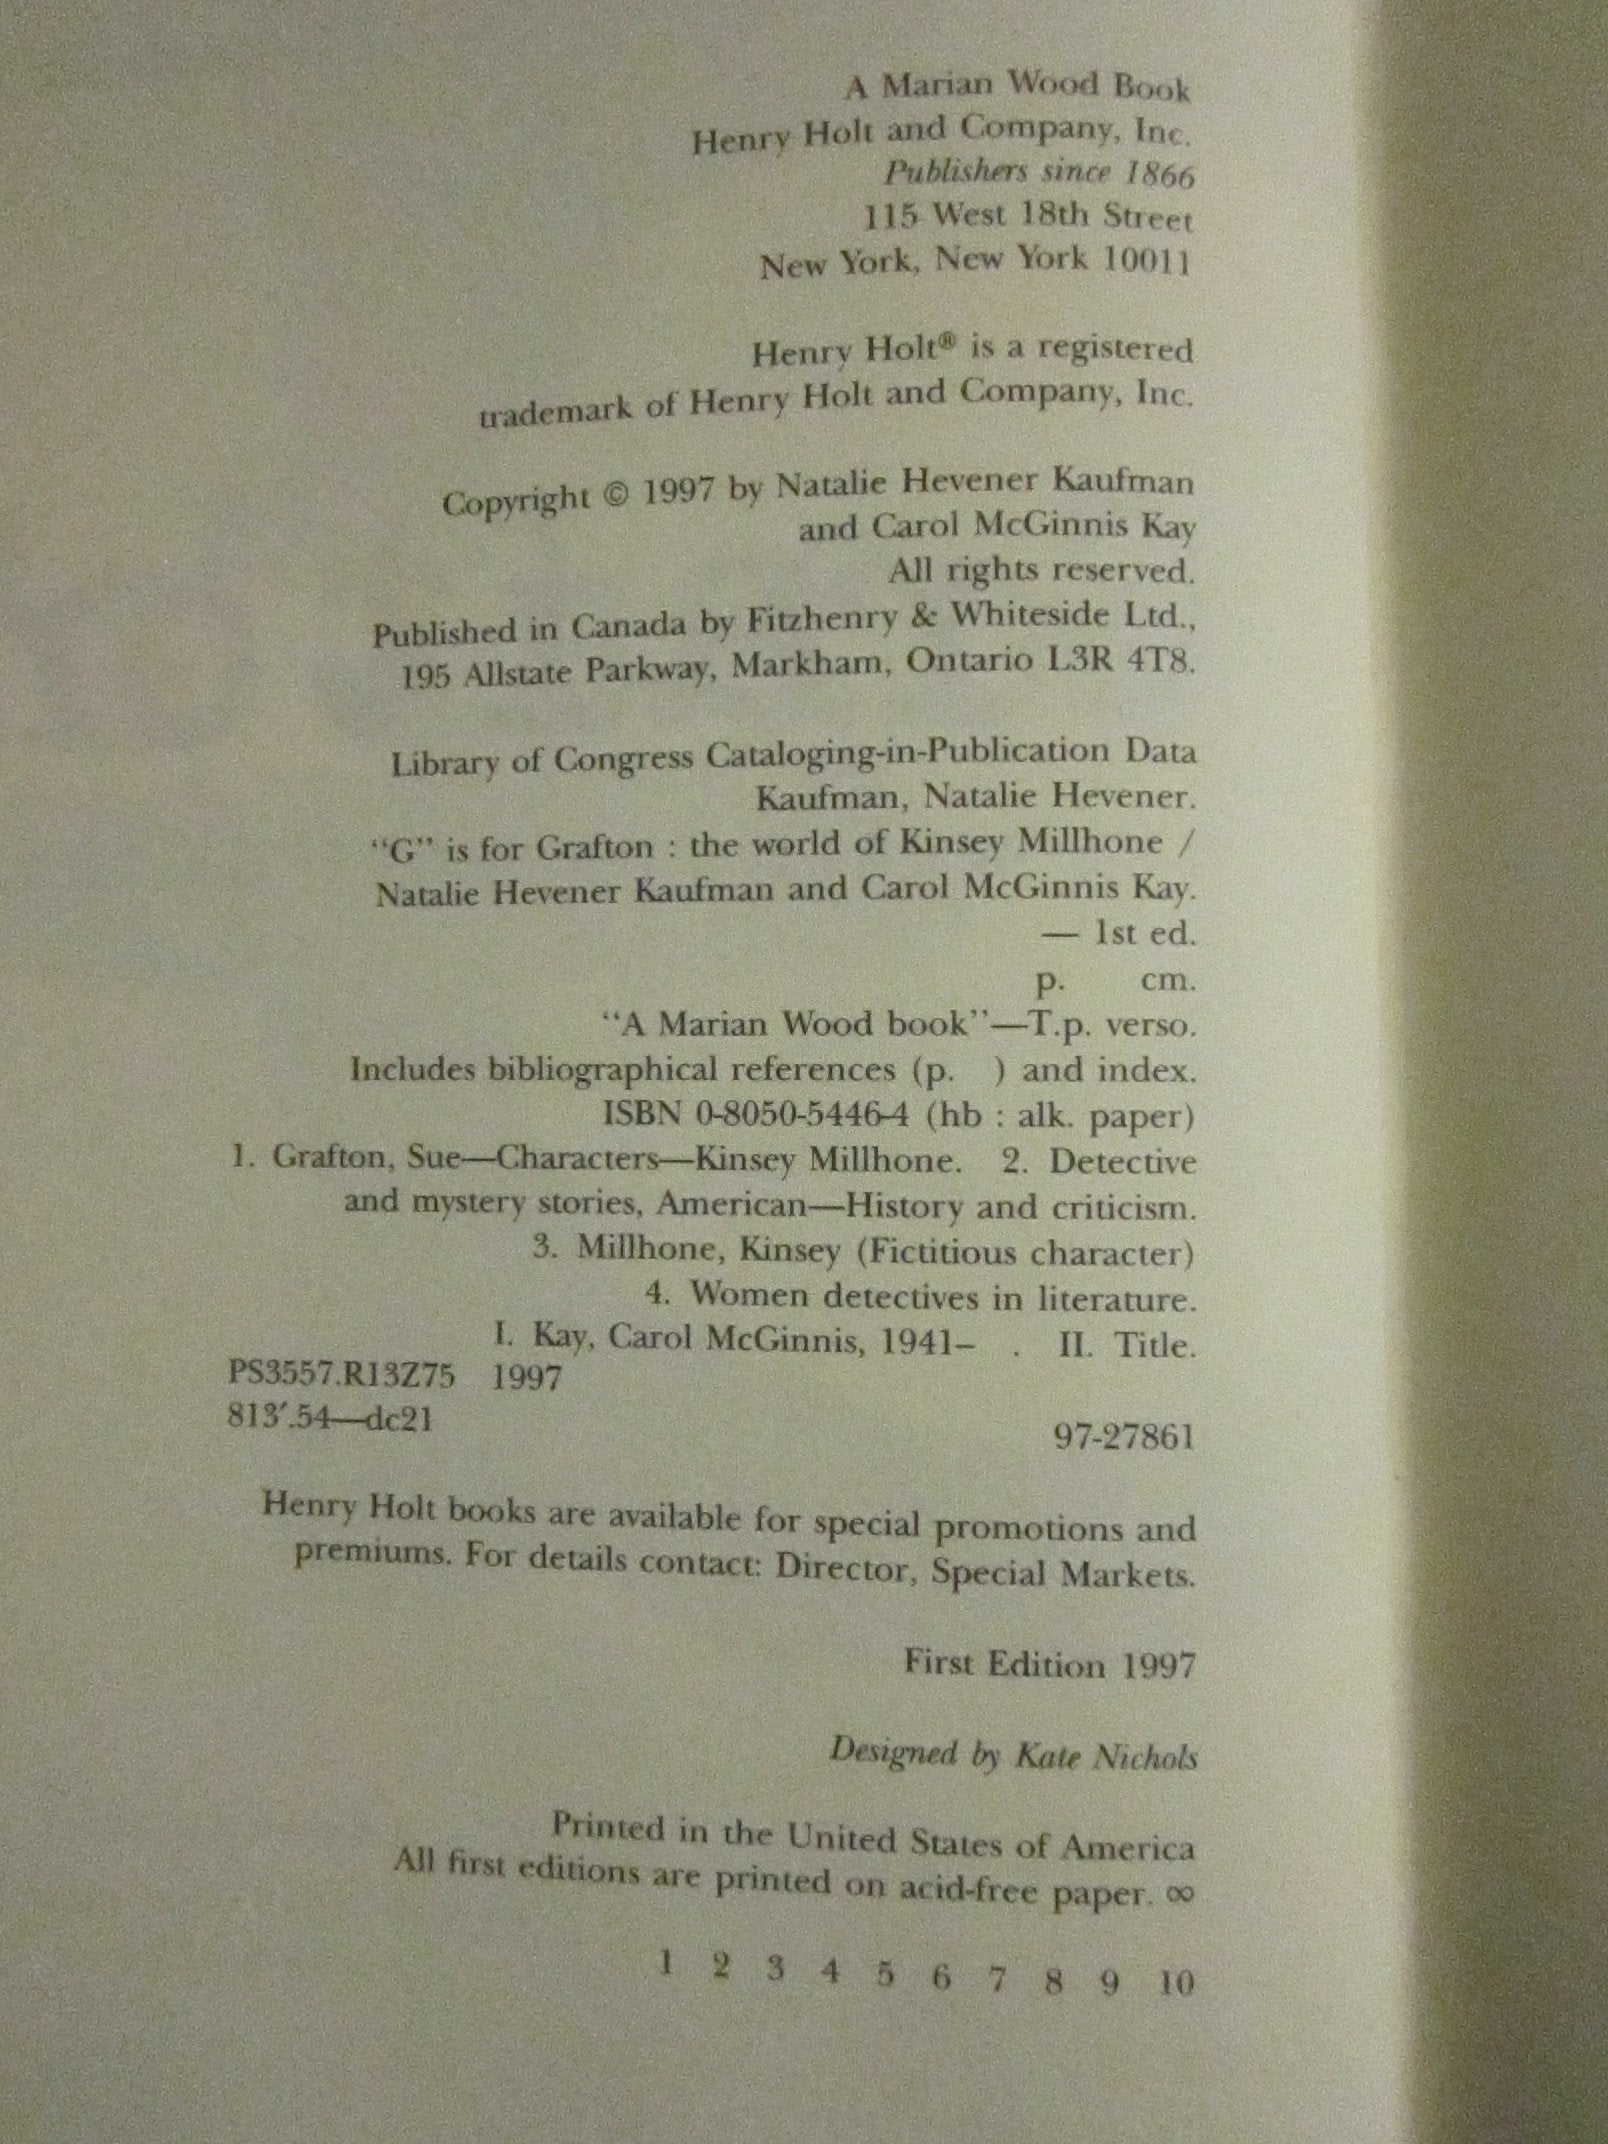 A Marian Wood Book
Henry Holt and Company, Inc.
Publishers since 1866
115 West 18th Street
New York, New York 10011
Henry Holt® is a registered
trademark of Henry Holt and Company, Inc.
Copyright © 1997 by Natalie Hevener Kaufman
and Carol McGinnis Kay
All rights reserved.
Published in Canada by Fitzhenry & Whiteside Ltd.,
195 Allstate Parkway, Markham, Ontario L3R 4T8.
Library of Congress Cataloging-in-Publication Data
Kaufman, Natalie Hevener.
“G” is for Grafton : the world of Kinsey Millhone /
Natalie Hevener Kaufman and Carol McGinnis Kay.
— 1st ed.
p. cm.
“A Marian Wood book”—T.p. verso.
Includes bibliographical references (p. ) and index.
ISBN 0-8050-5446-4 (hb : alk. paper)
1. Grafton, Sue—Characters—Kinsey Millhone. 2. Detective
and mystery stories, American—History and criticism.
3. Millhone, Kinsey (Fictitious character)
4. Women detectives in literature.
I. Kay, Carol McGinnis, 1941– . II. Title.
PS3557.R13Z75 1997
813′.54—dc21
97-27861
Henry Holt books are available for special promotions and
premiums. For details contact: Director, Special Markets.
First Edition 1997
Designed by Kate Nichols
Printed in the United States of America
All first editions are printed on acid-free paper. ∞
1 2 3 4 5 6 7 8 9 10